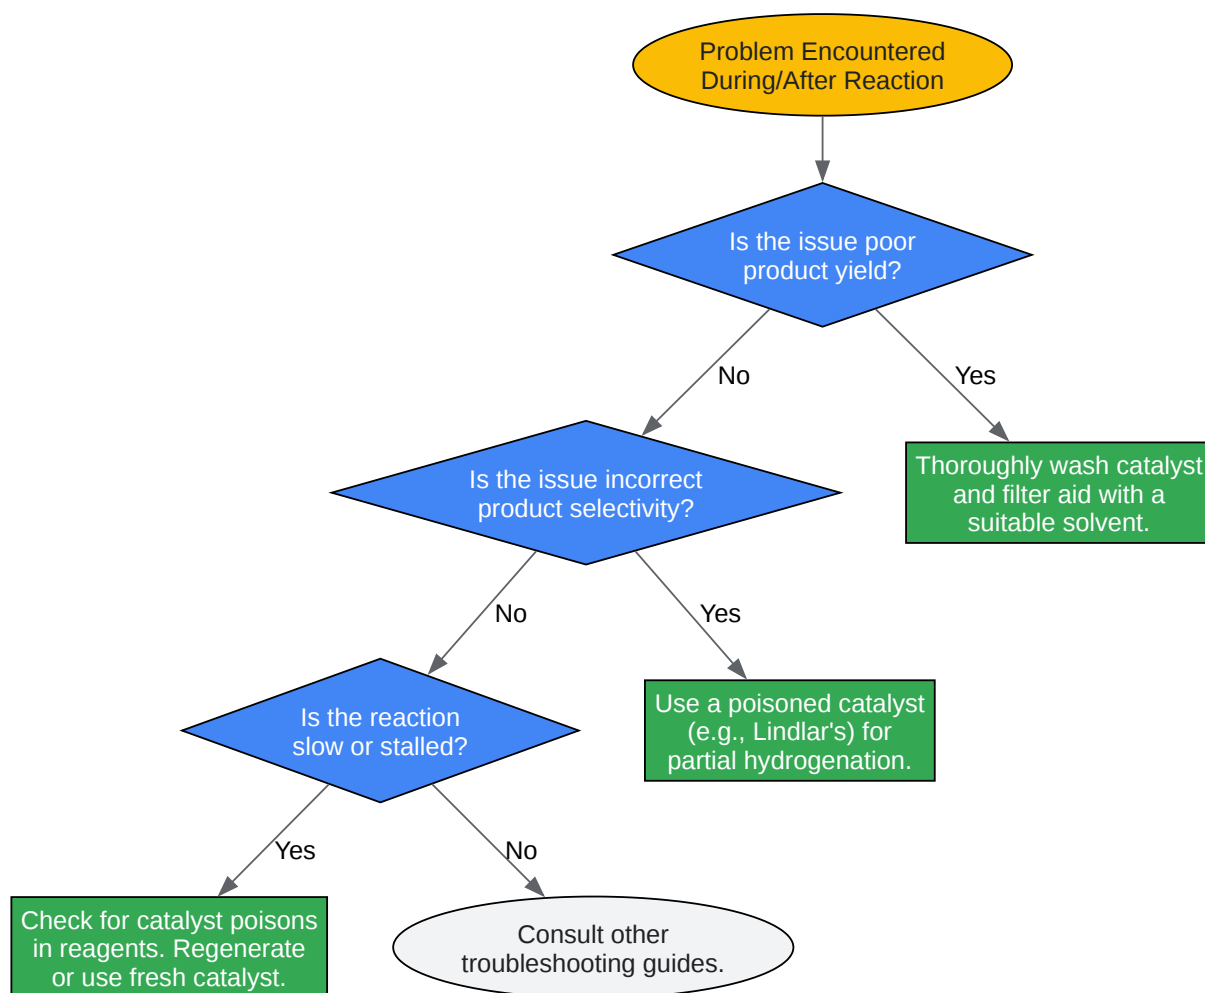 Problem Encountered
During/After Reaction
Is the issue poor
product yield?
No
Yes
Is the issue incorrect
product selectivity?
Thoroughly wash catalyst
and filter aid with a
suitable solvent.
No
Yes
Is the reaction
slow or stalled?
Use a poisoned catalyst
(e.g., Lindlar's) for
partial hydrogenation.
Yes
No
Check for catalyst poisons
in reagents. Regenerate
or use fresh catalyst.
Consult other
troubleshooting guides.